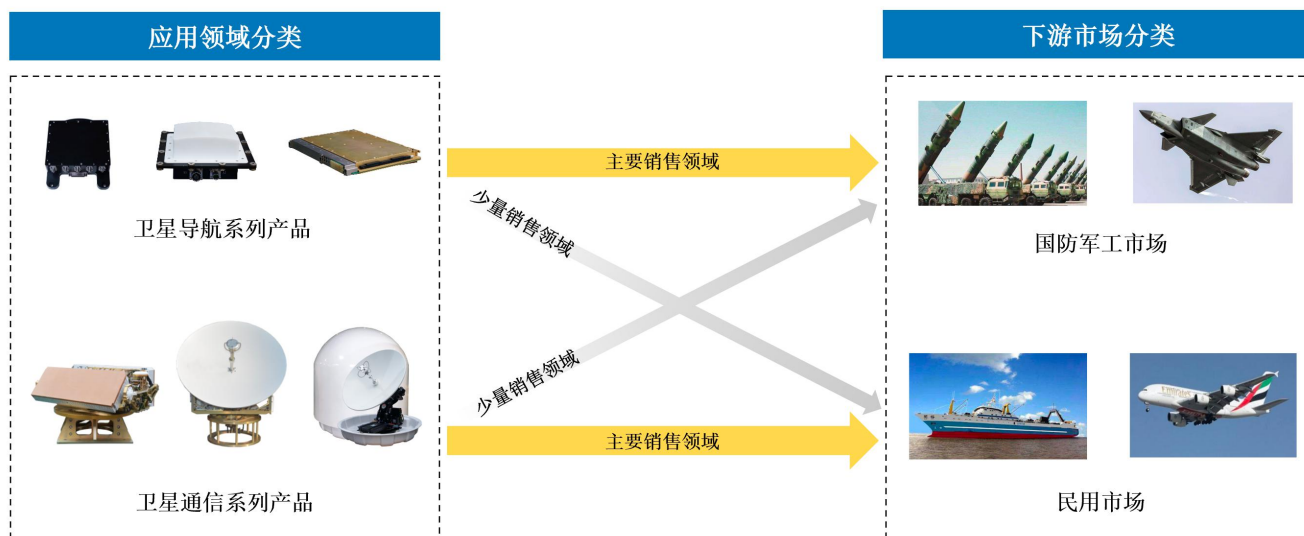 应用领域分类
下游市场分类
主要销售领域
少量销售领域
卫星导航系列产品
国防军工市场
少量销售领域
主要销售领域
卫星通信系列产品
民用市场
Emirates